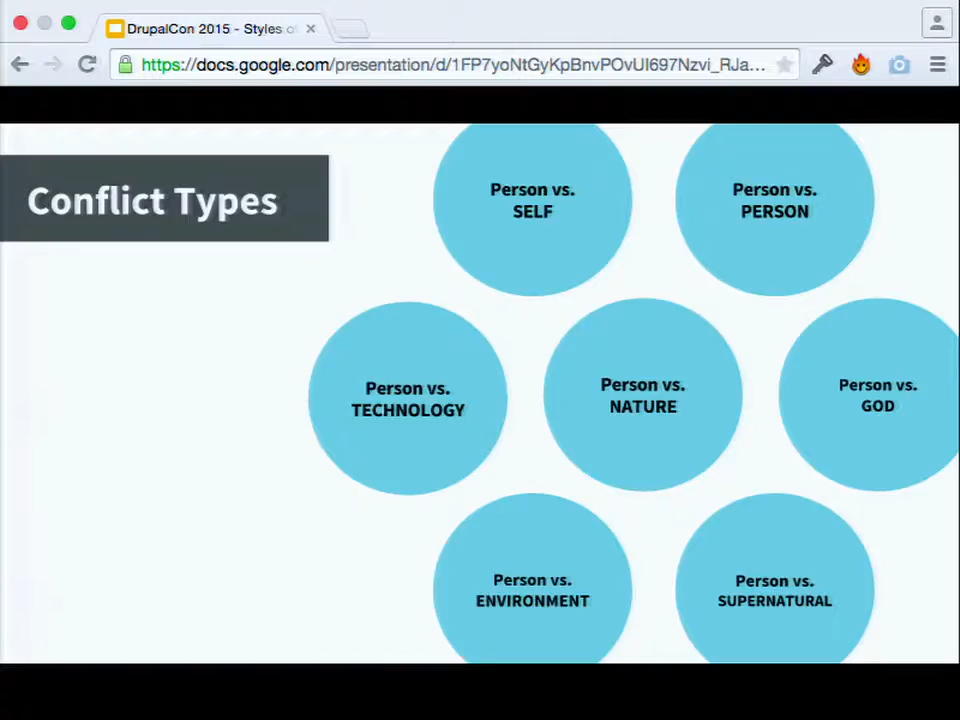 DrupalCon 2015 - Styles of
https://docs.google.com/presentation/d/1FP7yoNtGyKpBnvPOvUI697Nzvi_RJa...
Conflict Types
Person vs.
SELF
Person vs.
PERSON
Person vs.
TECHNOLOGY
Person vs.
NATURE
Person vs.
GOD
Person vs.
ENVIRONMENT
Person vs.
SUPERNATURAL